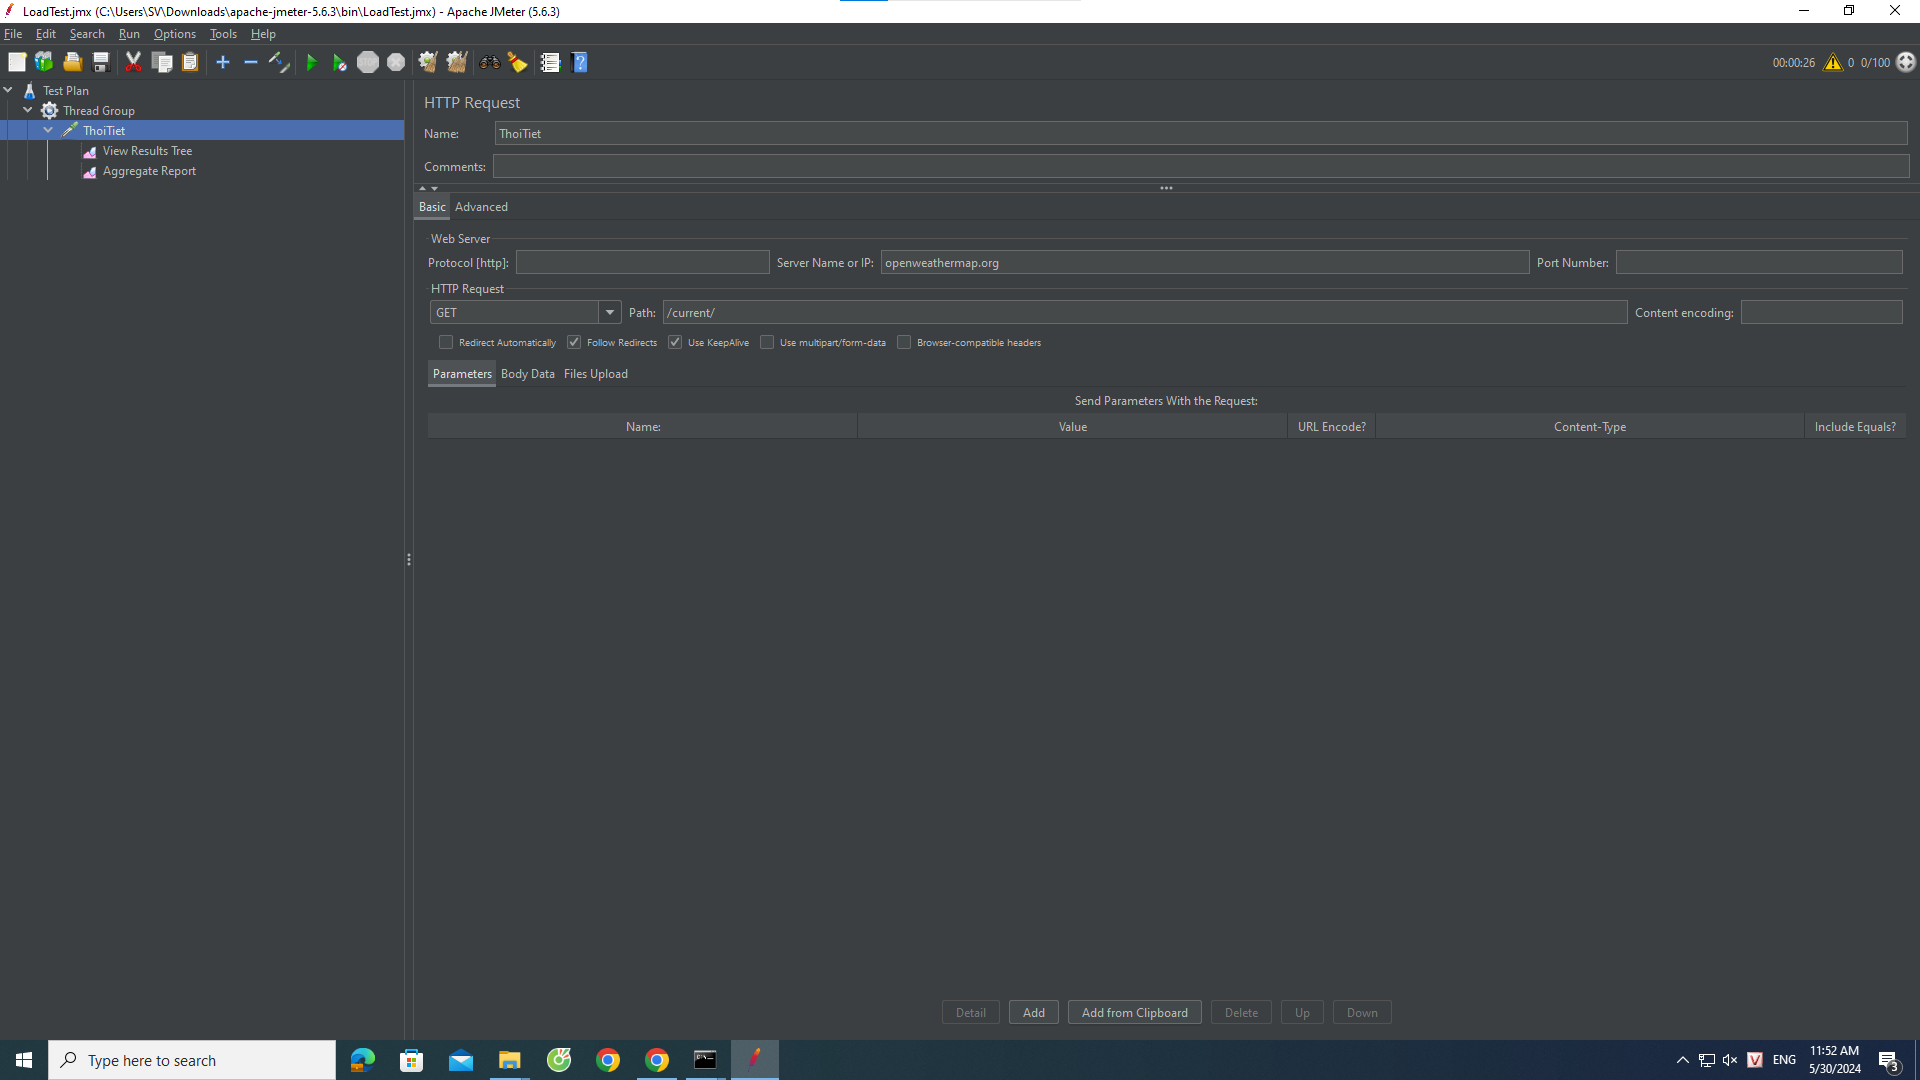 LoadTest.jmx (C:\Users\SV\Downloads\apache-jmeter-5.6.3\bin\LoadTest.jmx) - Apache JMeter (5.6.3)
File Edit Search Run Options Tools Help
STOP
00:00:26 0 0/100
Test Plan
Thread Group
ThoiTiet
View Results Tree
Aggregate Report
HTTP Request
Name: ThoiTiet
Comments:
Basic Advanced
Web Server
Protocol [http]: Server Name or IP: openweathermap.org Port Number:
HTTP Request
GET Path: /current/ Content encoding:
Redirect Automatically Follow Redirects Use KeepAlive Use multipart/form-data Browser-compatible headers
Parameters Body Data Files Upload
Send Parameters With the Request:
Name: Value URL Encode? Content-Type Include Equals?
Detail Add Add from Clipboard Delete Up Down
Type here to search
V ENG 11:52 AM
5/30/2024 3